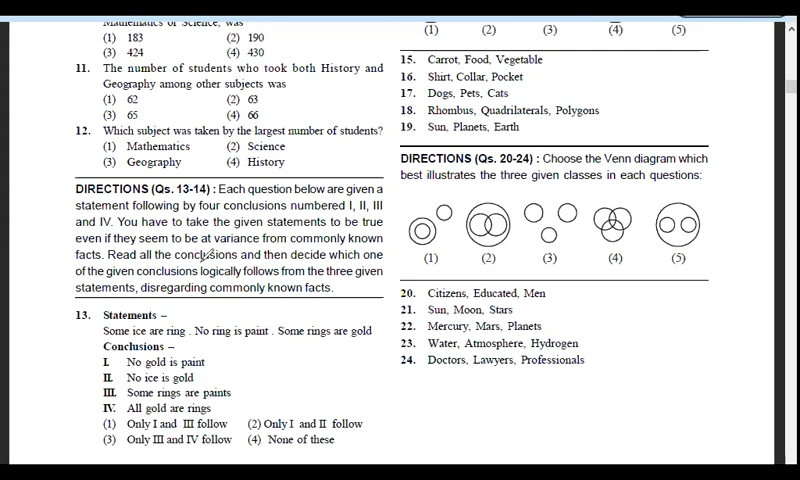 Mathematics or Science, was
(1) 183 (2) 190
(3) 424 (4) 430
11. The number of students who took both History and
Geography among other subjects was
(1) 62 (2) 63
(3) 65 (4) 66
12. Which subject was taken by the largest number of students?
(1) Mathematics (2) Science
(3) Geography (4) History
DIRECTIONS (Qs. 13-14) : Each question below are given a
statement following by four conclusions numbered I, II, III
and IV. You have to take the given statements to be true
even if they seem to be at variance from commonly known
facts. Read all the conclusions and then decide which one
of the given conclusions logically follows from the three given
statements, disregarding commonly known facts.
13. Statements –
Some ice are ring . No ring is paint . Some rings are gold
Conclusions –
I. No gold is paint
II. No ice is gold
III. Some rings are paints
IV. All gold are rings
(1) Only I and III follow (2) Only I and II follow
(3) Only III and IV follow (4) None of these
(1) (2) (3) (4) (5)
15. Carrot, Food, Vegetable
16. Shirt, Collar, Pocket
17. Dogs, Pets, Cats
18. Rhombus, Quadrilaterals, Polygons
19. Sun, Planets, Earth
DIRECTIONS (Qs. 20-24) : Choose the Venn diagram which
best illustrates the three given classes in each questions:
(1) (2) (3) (4) (5)
20. Citizens, Educated, Men
21. Sun, Moon, Stars
22. Mercury, Mars, Planets
23. Water, Atmosphere, Hydrogen
24. Doctors, Lawyers, Professionals